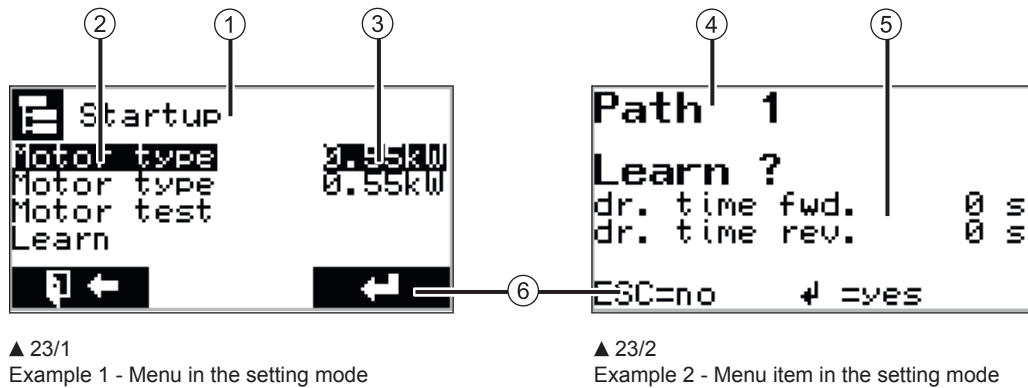 2
1
3
Startup
Motor type 0.55kW
Motor type 0.55kW
Motor test
Learn
▲ 23/1
Example 1 - Menu in the setting mode
4
5
Path 1
Learn ?
dr. time fwd. 0 s
dr. time rev. 0 s
6
ESC=no ↲ =yes
▲ 23/2
Example 2 - Menu item in the setting mode